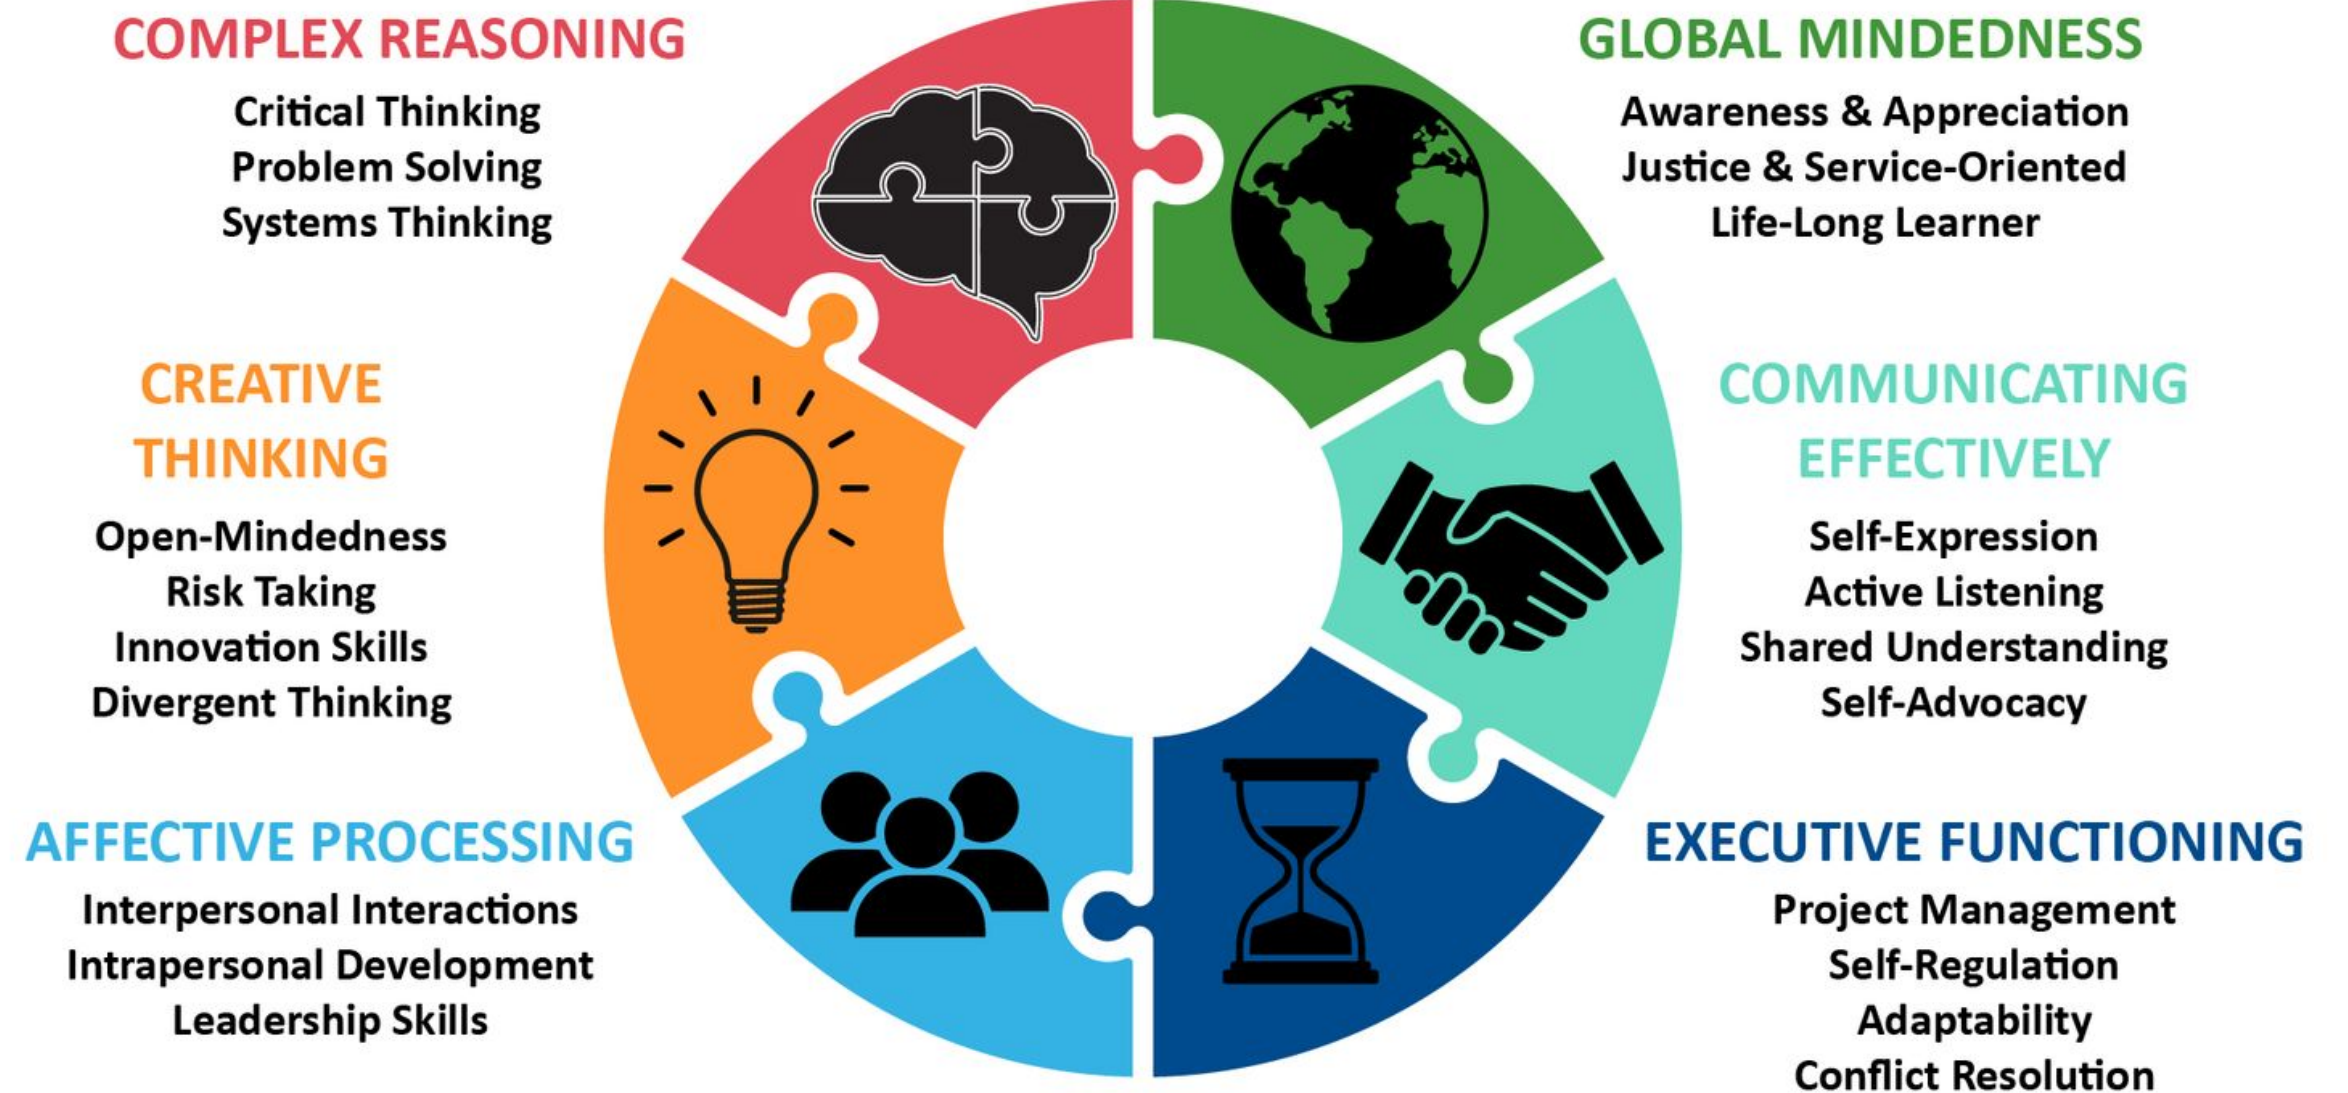 COMPLEX REASONING
Critical Thinking
Problem Solving
Systems Thinking
CREATIVE
THINKING
Open-Mindedness
Risk Taking
Innovation Skills
Divergent Thinking
AFFECTIVE PROCESSING
Interpersonal Interactions
Intrapersonal Development
Leadership Skills
GLOBAL MINDEDNESS
Awareness & Appreciation
Justice & Service-Oriented
Life-Long Learner
COMMUNICATING
EFFECTIVELY
Self-Expression
Active Listening
Shared Understanding
Self-Advocacy
EXECUTIVE FUNCTIONING
Project Management
Self-Regulation
Adaptability
Conflict Resolution